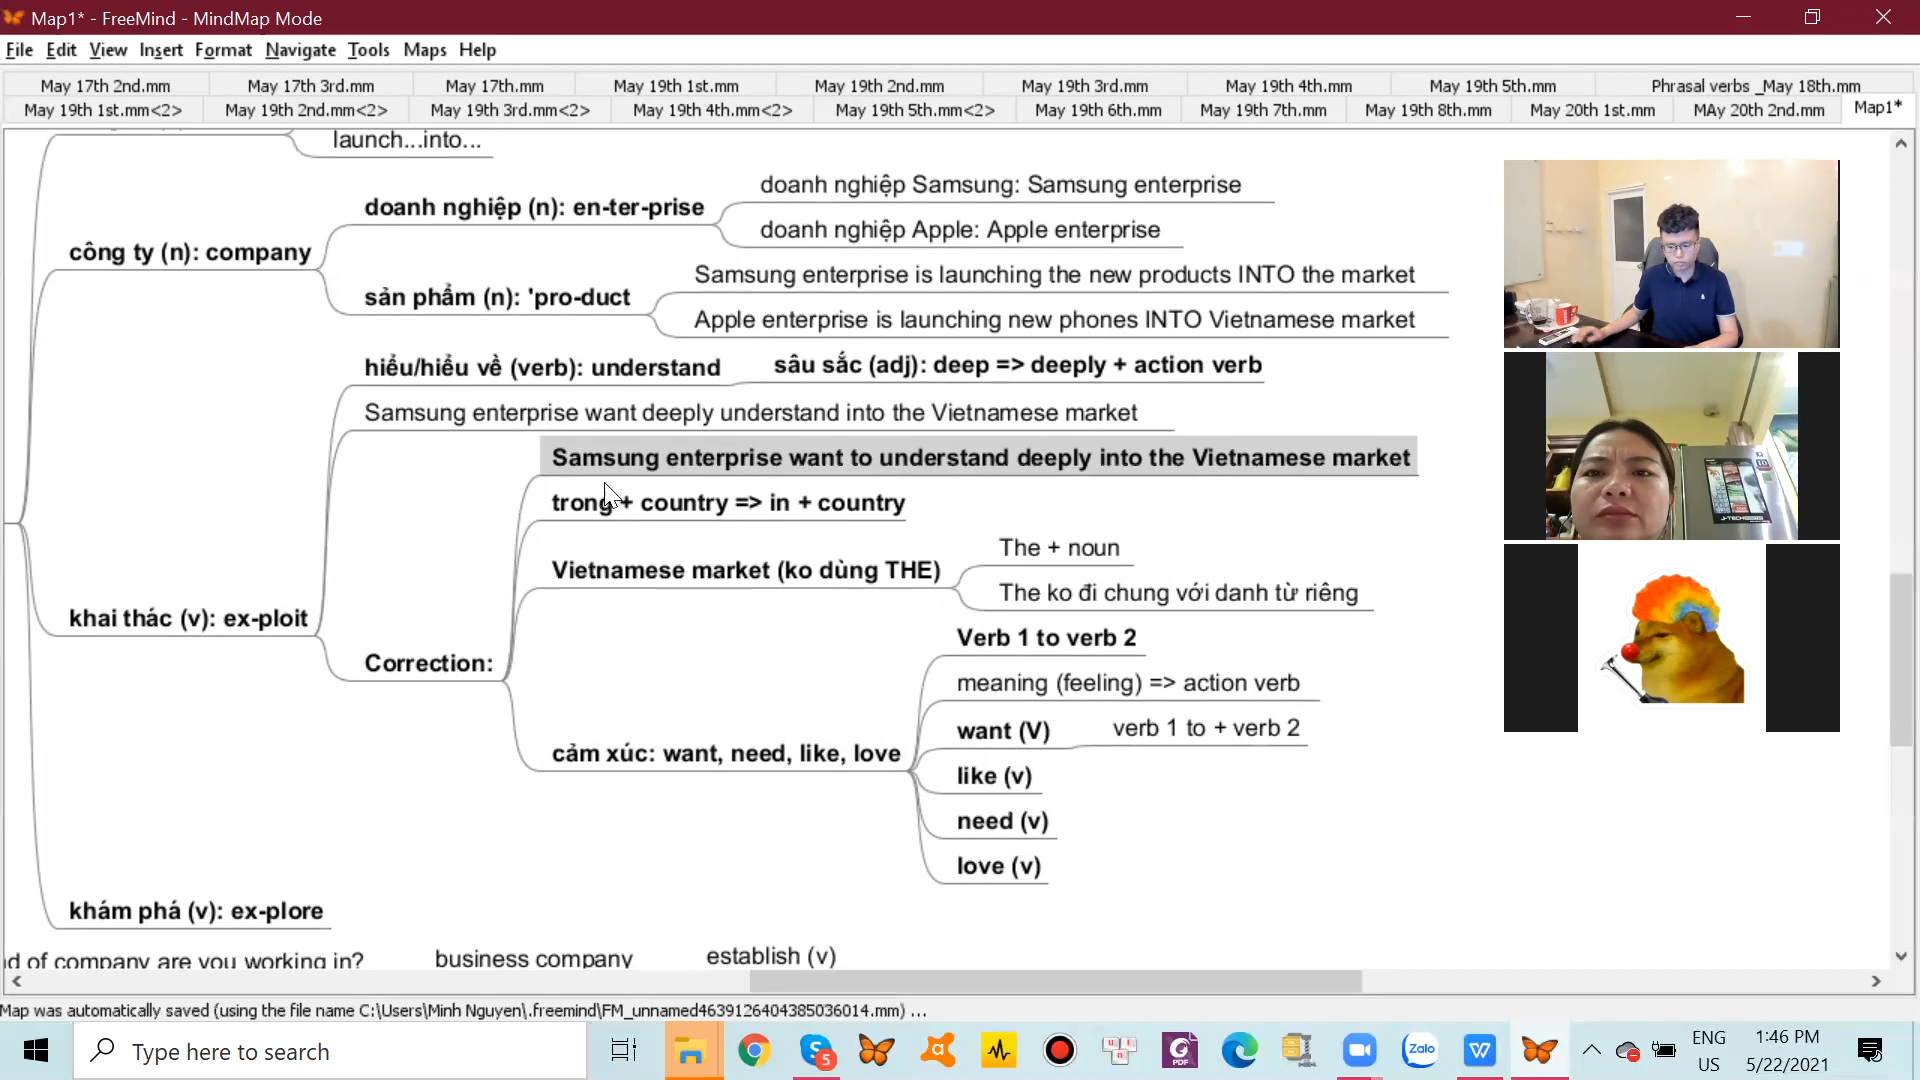 Map1* - FreeMind - MindMap Mode
File Edit View Insert Format Navigate Tools Maps Help
May 17th 2nd.mm May 17th 3rd.mm May 17th.mm May 19th 1st.mm May 19th 2nd.mm May 19th 3rd.mm May 19th 4th.mm May 19th 5th.mm Phrasal verbs _May 18th.mm
May 19th 1st.mm<2> May 19th 2nd.mm<2> May 19th 3rd.mm<2> May 19th 4th.mm<2> May 19th 5th.mm<2> May 19th 6th.mm May 19th 7th.mm May 19th 8th.mm May 20th 1st.mm MAy 20th 2nd.mm Map1*
launch...into...
doanh nghiệp Samsung: Samsung enterprise
doanh nghiệp (n): en-ter-prise
doanh nghiệp Apple: Apple enterprise
công ty (n): company
Samsung enterprise is launching the new products INTO the market
sản phẩm (n): 'pro-duct
Apple enterprise is launching new phones INTO Vietnamese market
hiểu/hiểu về (verb): understand
sâu sắc (adj): deep => deeply + action verb
Samsung enterprise want deeply understand into the Vietnamese market
Samsung enterprise want to understand deeply into the Vietnamese market
trong + country => in + country
The + noun
Vietnamese market (ko dùng THE)
The ko đi chung với danh từ riêng
khai thác (v): ex-ploit
Verb 1 to verb 2
Correction:
meaning (feeling) => action verb
want (V)
verb 1 to + verb 2
cảm xúc: want, need, like, love
like (v)
need (v)
love (v)
khám phá (v): ex-plore
of company are you working in?
business company
establish (v)
Map was automatically saved (using the file name C:\Users\Minh Nguyen\.freemind\FM_unnamed4639126404385036014.mm) ...
Type here to search
5
PDF
Zalo
W
ENG
US
1:46 PM
5/22/2021